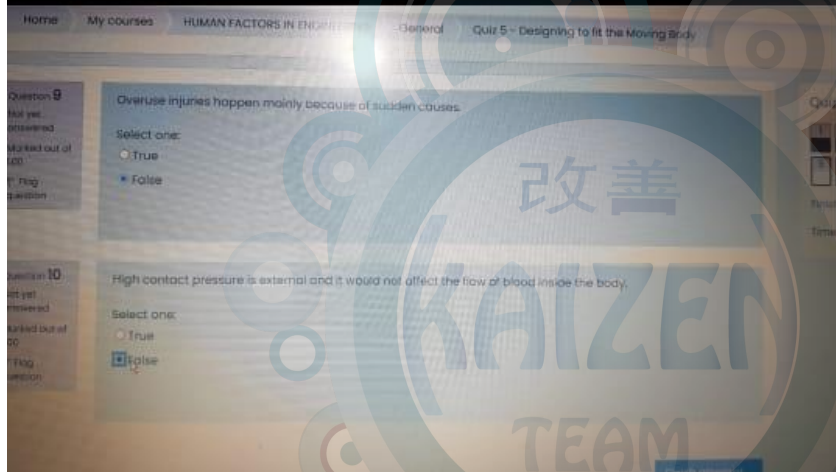 Home My courses HUMAN FACTORS IN -General Quiz 5 - Designing to fit the Moving Body
Question 9
Not yet
answered
Marked out of
1.00
Flag
question
Overuse injuries happen mainly because of sudden causes.
Select one:
True
False
Question 10
Not yet
answered
Marked out of
Flag
question
High contact pressure is external and it would not affect the flow of blood inside the body.
Select one:
True
False
改善
KAIZEN
TEAM